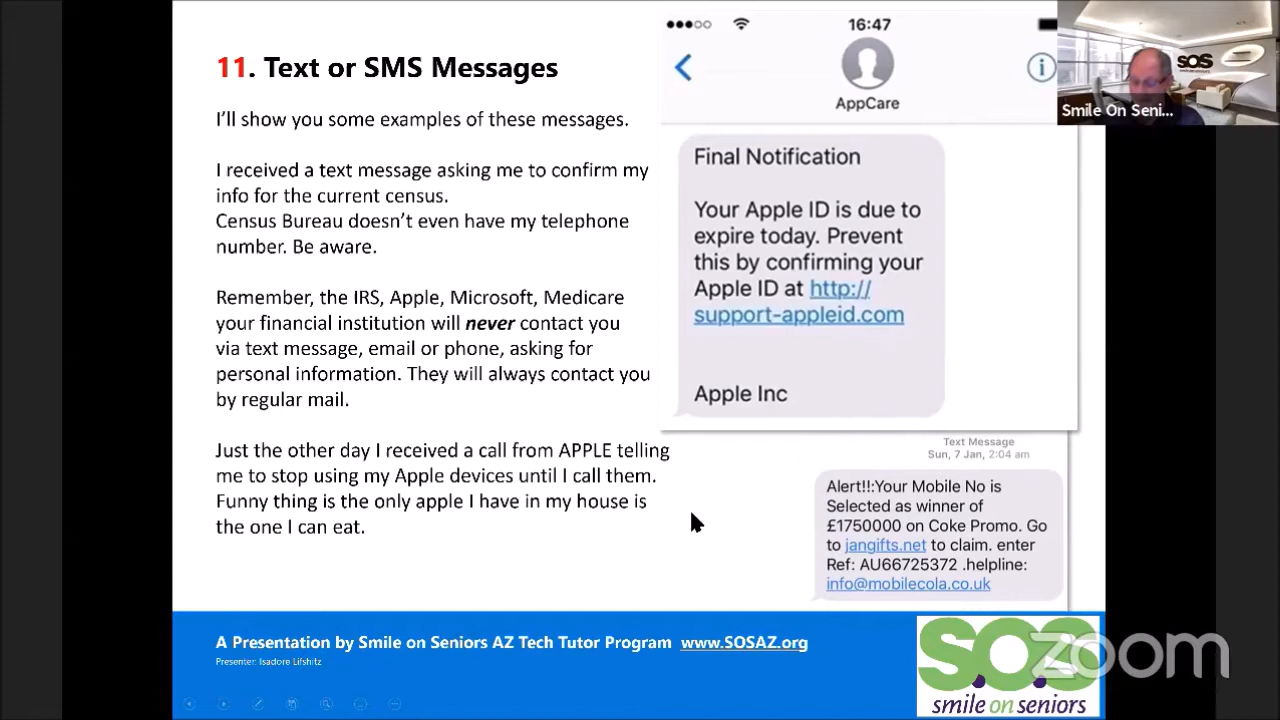 11. Text or SMS Messages
I'll show you some examples of these messages.
I received a text message asking me to confirm my
info for the current census.
Census Bureau doesn't even have my telephone
number. Be aware.
Remember, the IRS, Apple, Microsoft, Medicare
your financial institution will never contact you
via text message, email or phone, asking for
personal information. They will always contact you
by regular mail.
Just the other day I received a call from APPLE telling
me to stop using my Apple devices until I call them.
Funny thing is the only apple I have in my house is
the one I can eat.
16:47
AppCare
Final Notification
Your Apple ID is due to
expire today. Prevent
this by confirming your
Apple ID at http://
support-appleid.com
Apple Inc
Text Message
Sun, 7 Jan, 2:04 am
Alert!!:Your Mobile No is
Selected as winner of
£1750000 on Coke Promo. Go
to jangifts.net to claim. enter
Ref: AU66725372 .helpline:
info@mobilecola.co.uk
SOS
Smile On Seni...
A Presentation by Smile on Seniors AZ Tech Tutor Program www.SOSAZ.org
Presenter: Isadore Lifshitz
SOS
smile on seniors
zoom